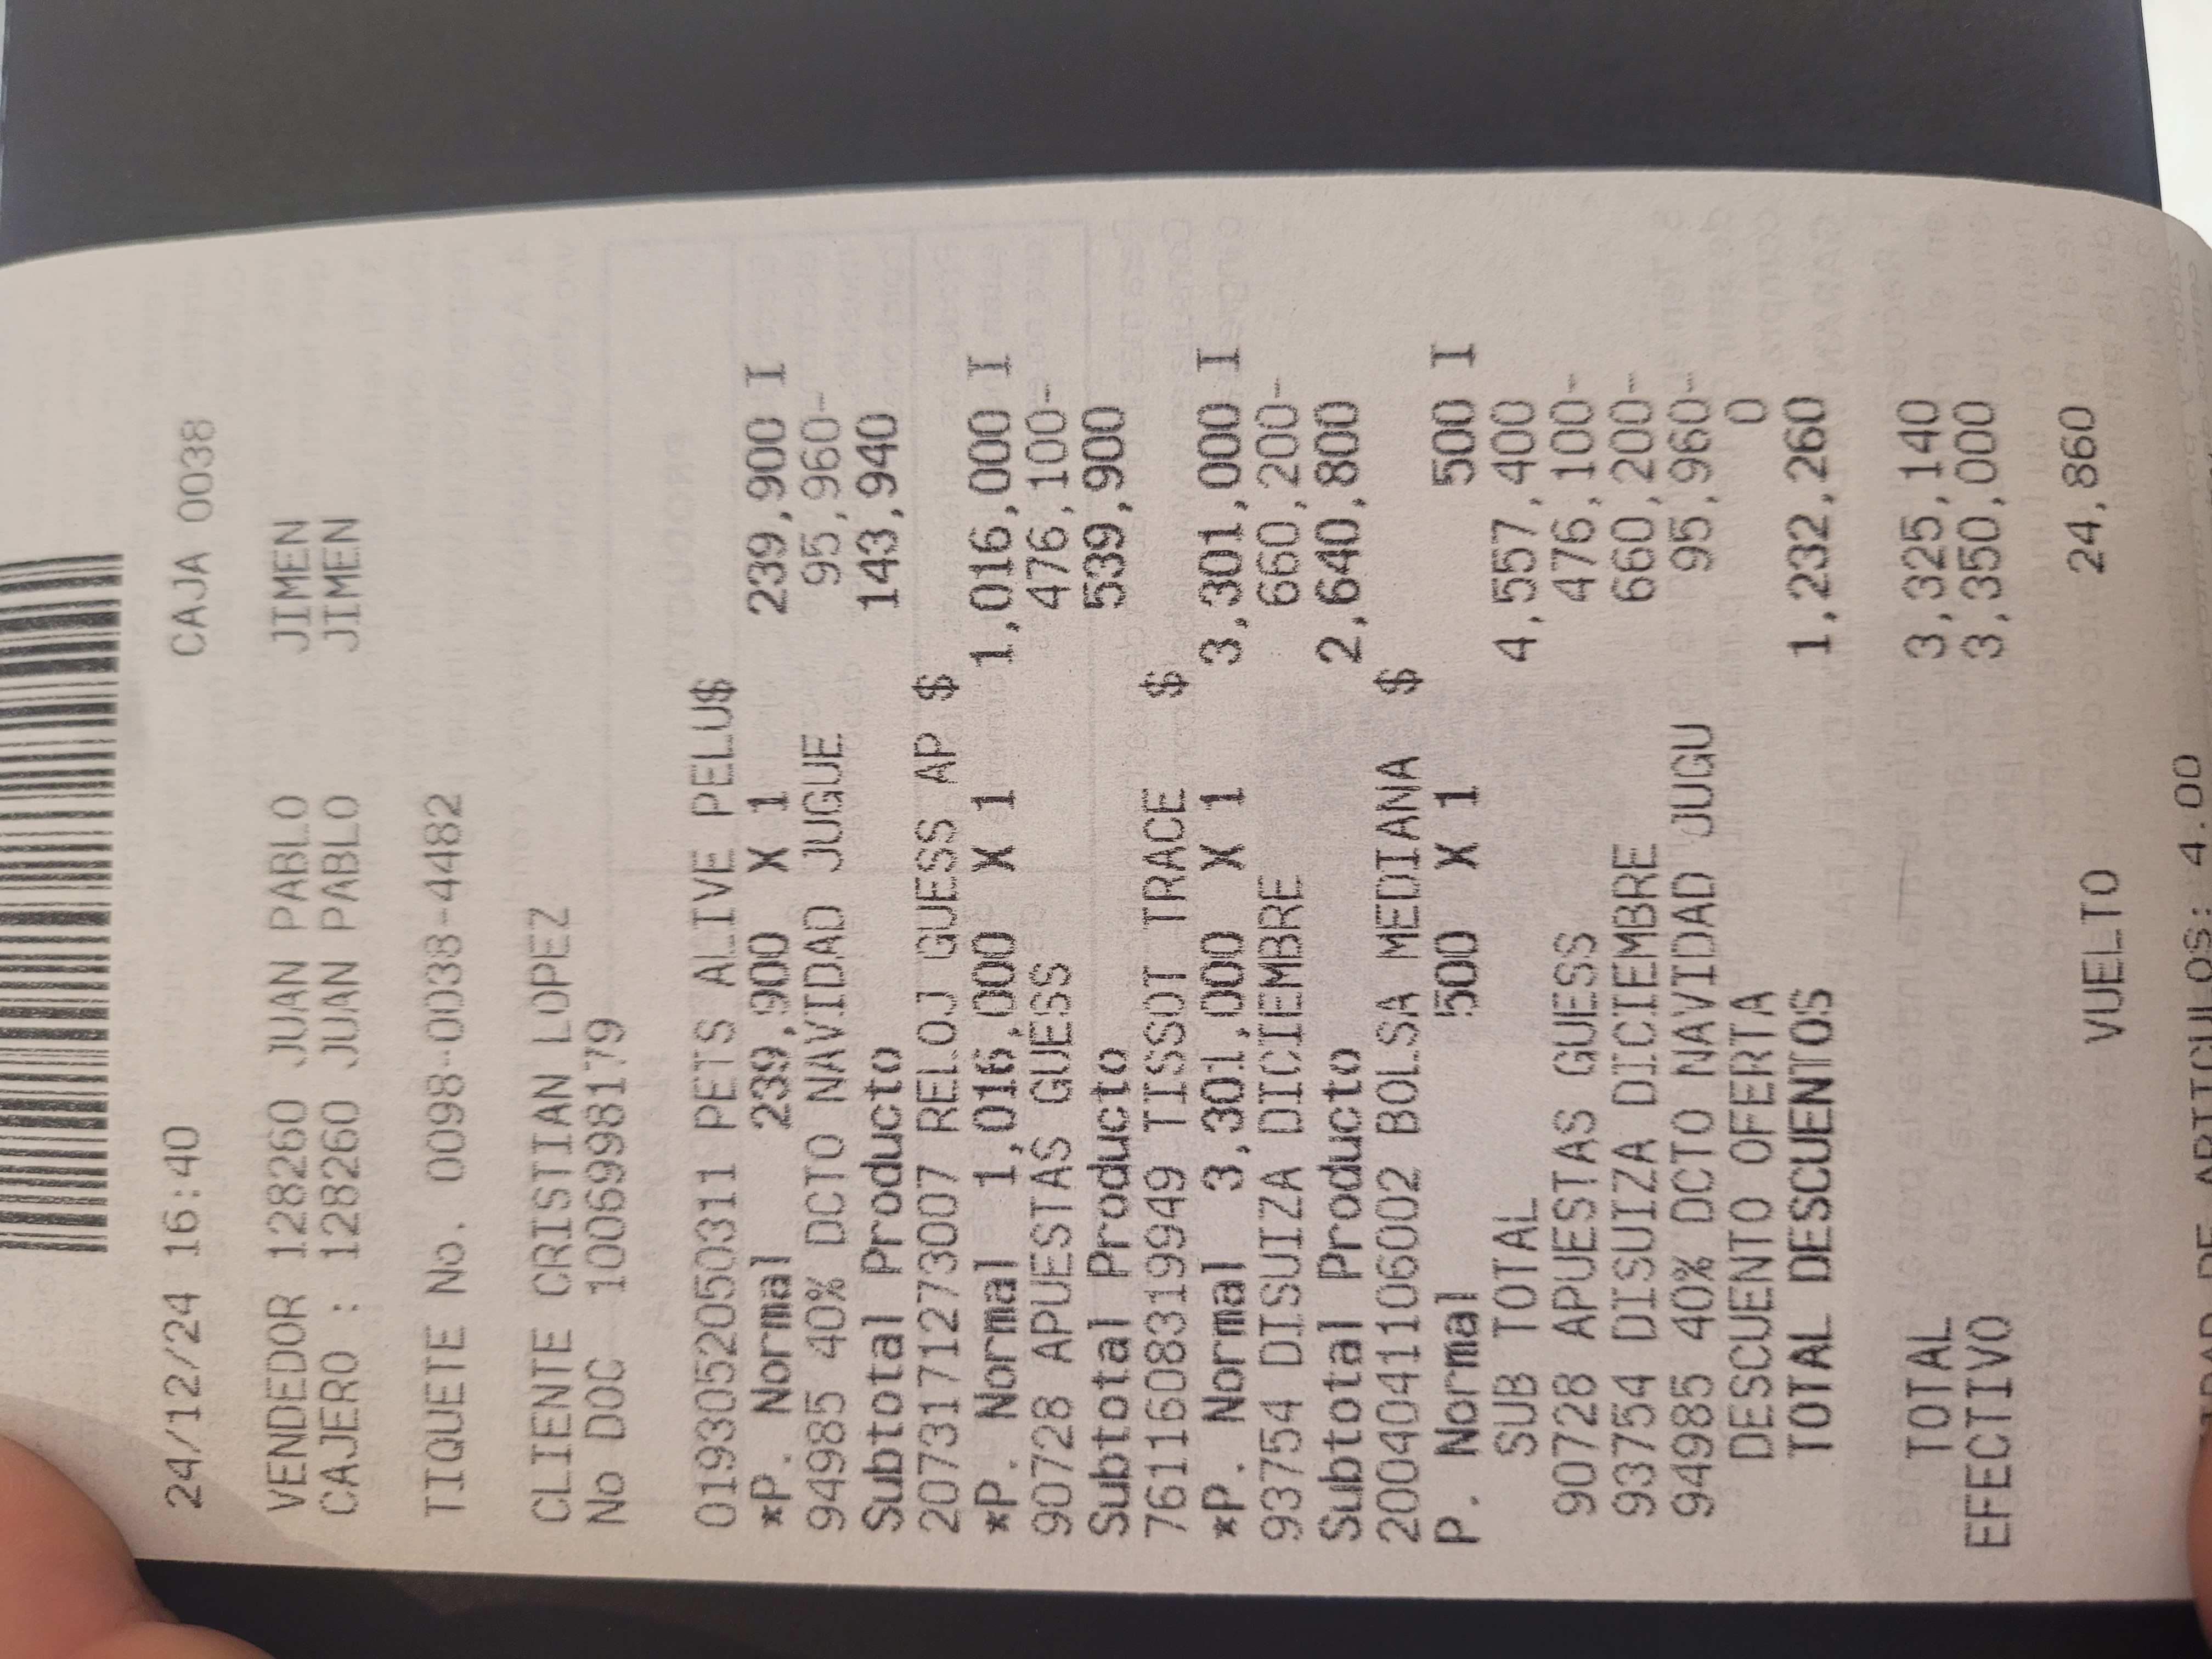 24/12/24 16:40 CAJA 0038
VENDEDOR 128260 JUAN PABLO JIMEN
CAJERO : 128260 JUAN PABLO JIMEN
TIQUETE No. 0098-0038-4482
CLIENTE CRISTIAN LOPEZ
No DOC 1006998179
019305205031 1 PETS ALIVE PELU$
*P. Normal 239,900 X 1 239,900 I
94985 40% DCTO NAVIDAD JUGUE 95,960-
Subtotal Producto 143,940
2073171273007 RELOJ GUESS AP $
*P. Normal 1,016,000 X 1 1,016,000 I
90728 APUESTAS GUESS 476,100-
Subtotal Producto 539,900
7611608319949 TISSOT TRACE $
*P. Normal 3,301,000 X 1 3,301,000 I
93754 DISUIZA DICIEMBRE 660,200-
Subtotal Producto 2,640,800
2004041106002 BOLSA MEDIANA $
P. Normal 500 X 1 500 I
SUB TOTAL 4,557,400
90728 APUESTAS GUESS 476,100-
93754 DISUIZA DICIEMBRE 660,200-
94985 40% DCTO NAVIDAD JUGU 95,960-
DESCUENTO OFERTA 0
TOTAL DESCUENTOS 1,232,260
TOTAL 3,325,140
EFECTIVO 3,350,000
VUELTO 24,860
DE ARTICULOS: 4.00